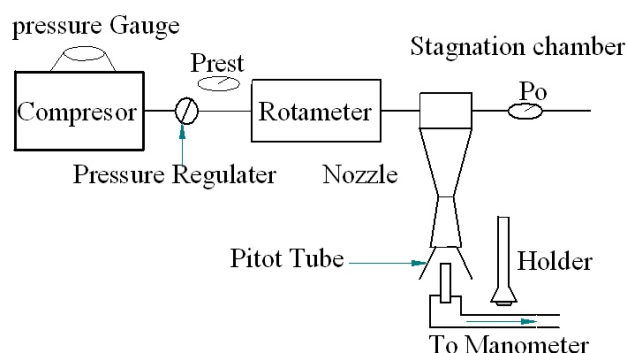 pressure Gauge
Stagnation chamber
Prest
Compresor
Rotameter
Po
Pressure Regulater
Nozzle
Pitot Tube
Holder
To Manometer